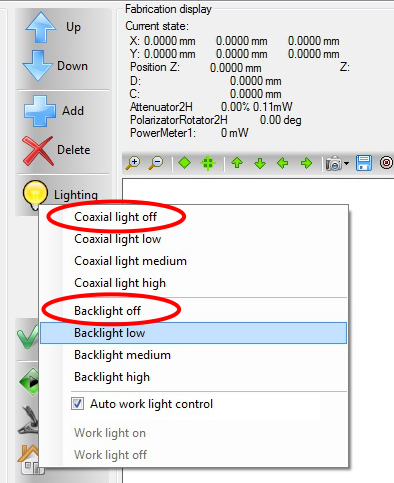 Up
Down
Add
Delete
Lighting
Fabrication display
Current state:
X: 0.0000 mm 0.0000 mm 0.0000 mm
Y: 0.0000 mm 0.0000 mm 0.0000 mm
Position Z: 0.0000 mm Z:
D: 0.0000 mm
C: 0.0000 mm
Attenuator2H 0.00% 0.11mW
PolarizatorRotator2H 0.00 deg
PowerMeter1: 0 mW
Coaxial light off
Coaxial light low
Coaxial light medium
Coaxial light high
Backlight off
Backlight low
Backlight medium
Backlight high
Auto work light control
Work light on
Work light off